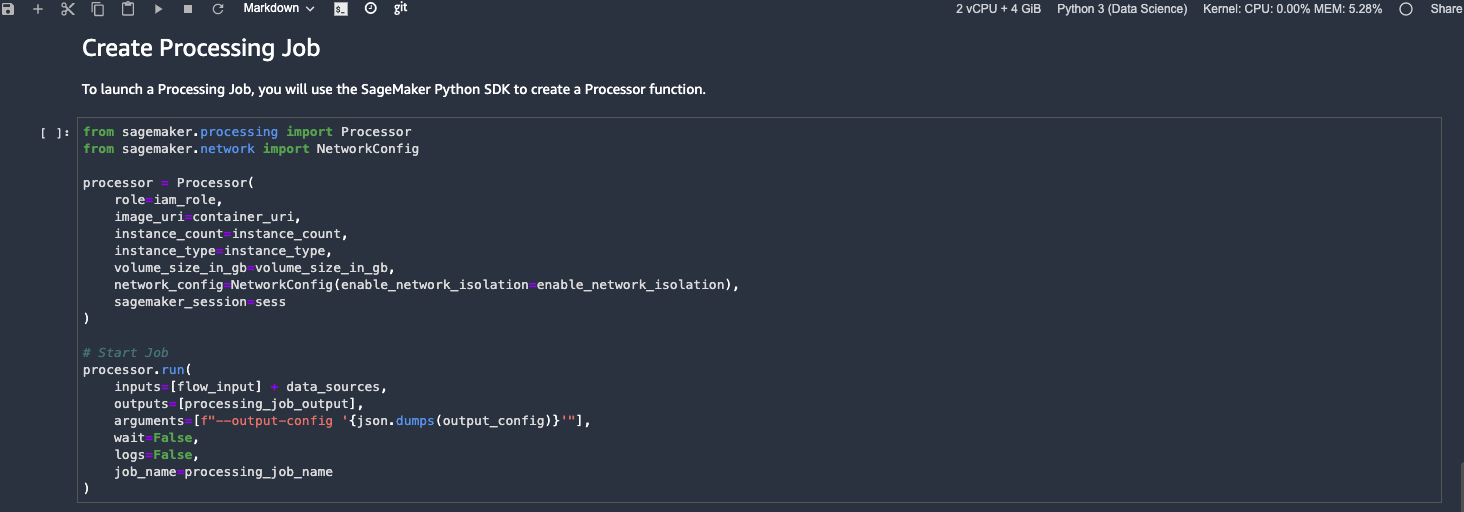 Markdown
git
2 vCPU + 4 GiB
Python 3 (Data Science)
Kernel: CPU: 0.00% MEM: 5.28%
Share
Create Processing Job
To launch a Processing Job, you will use the SageMaker Python SDK to create a Processor function.
[ ]:
from sagemaker.processing import Processor
from sagemaker.network import NetworkConfig
processor = Processor(
    role=iam_role,
    image_uri=container_uri,
    instance_count=instance_count,
    instance_type=instance_type,
    volume_size_in_gb=volume_size_in_gb,
    network_config=NetworkConfig(enable_network_isolation=enable_network_isolation),
    sagemaker_session=sess
)
# Start Job
processor.run(
    inputs=[flow_input] + data_sources,
    outputs=[processing_job_output],
    arguments=[f"--output-config '{json.dumps(output_config)}'"],
    wait=False,
    logs=False,
    job_name=processing_job_name
)